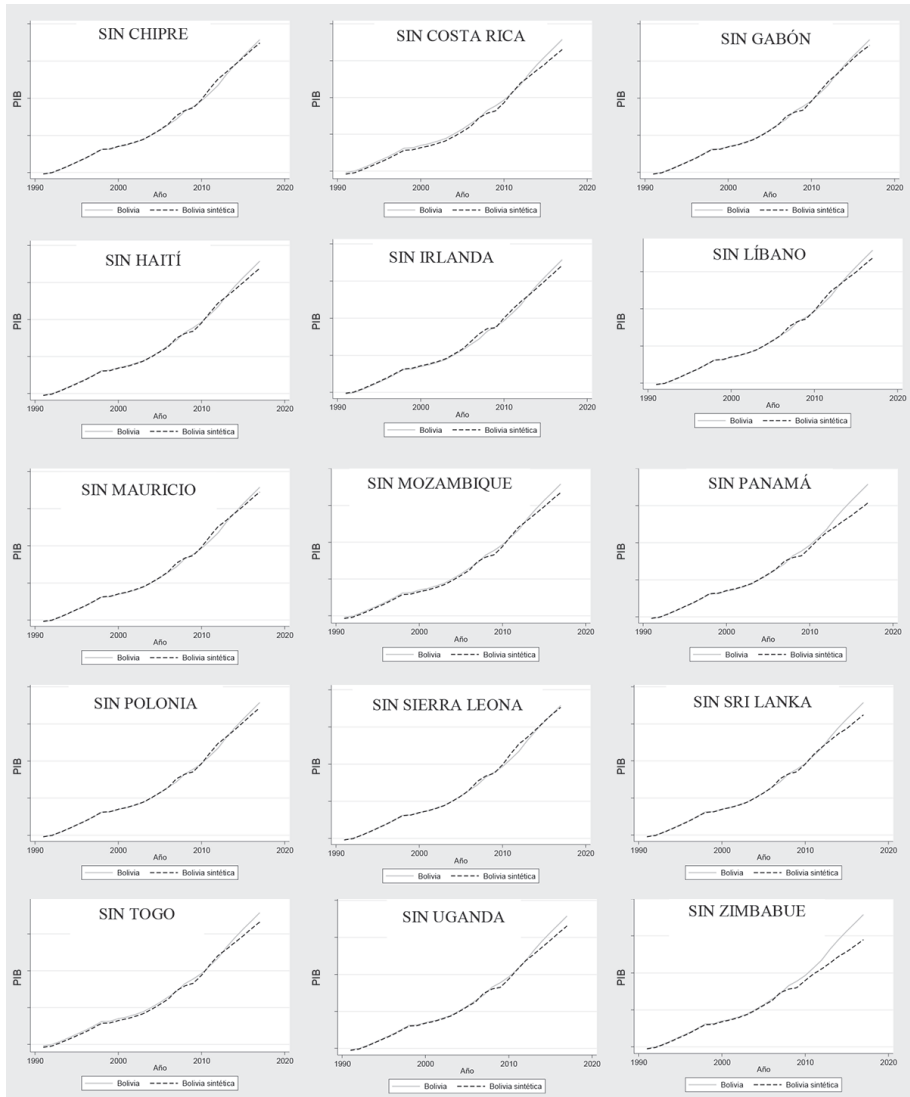 SIN CHIPRE
PIB
1990 2000 2010 2020
Año
Bolivia Bolivia sintética
SIN COSTA RICA
PIB
1990 2000 2010 2020
Año
Bolivia Bolivia sintética
SIN GABÓN
PIB
1990 2000 2010 2020
Año
Bolivia Bolivia sintética
SIN HAITÍ
PIB
1990 2000 2010 2020
Año
Bolivia Bolivia sintética
SIN IRLANDA
PIB
1990 2000 2010 2020
Año
Bolivia Bolivia sintética
SIN LÍBANO
PIB
1990 2000 2010 2020
Año
Bolivia Bolivia sintética
SIN MAURICIO
PIB
1990 2000 2010 2020
Año
Bolivia Bolivia sintética
SIN MOZAMBIQUE
PIB
1990 2000 2010 2020
Año
Bolivia Bolivia sintética
SIN PANAMÁ
PIB
1990 2000 2010 2020
Año
Bolivia Bolivia sintética
SIN POLONIA
PIB
1990 2000 2010 2020
Año
Bolivia Bolivia sintética
SIN SIERRA LEONA
PIB
1990 2000 2010 2020
Año
Bolivia Bolivia sintética
SIN SRI LANKA
PIB
1990 2000 2010 2020
Año
Bolivia Bolivia sintética
SIN TOGO
PIB
1990 2000 2010 2020
Año
Bolivia Bolivia sintética
SIN UGANDA
PIB
1990 2000 2010 2020
Año
Bolivia Bolivia sintética
SIN ZIMBABUE
PIB
1990 2000 2010 2020
Año
Bolivia Bolivia sintética